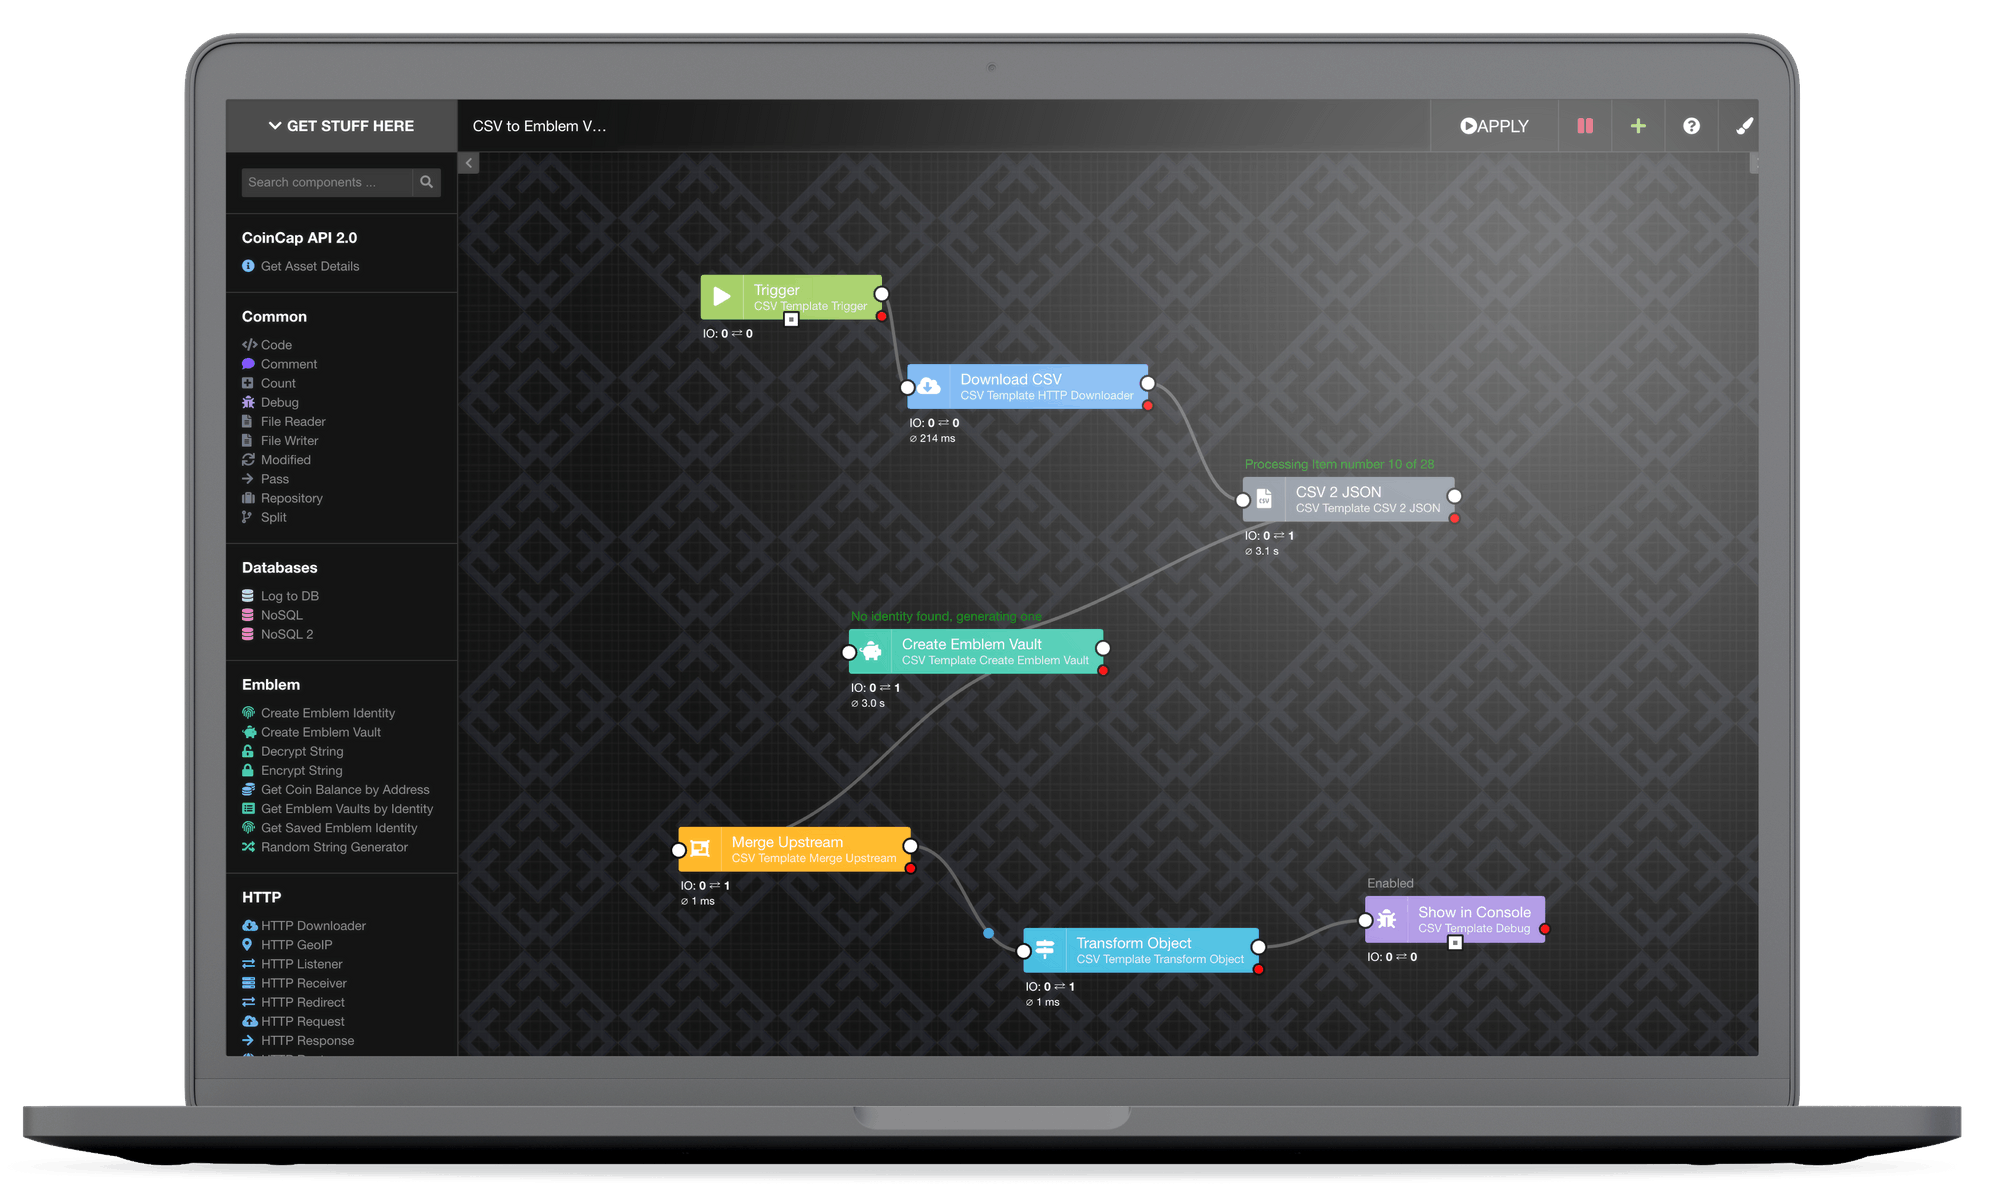 GET STUFF HERE
CSV to Emblem V...
APPLY
Search components ...
CoinCap API 2.0
Get Asset Details
Common
Code
Comment
Count
Debug
File Reader
File Writer
Modified
Pass
Repository
Split
Databases
Log to DB
NoSQL
NoSQL 2
Emblem
Create Emblem Identity
Create Emblem Vault
Decrypt String
Encrypt String
Get Coin Balance by Address
Get Emblem Vaults by Identity
Get Saved Emblem Identity
Random String Generator
HTTP
HTTP Downloader
HTTP GeoIP
HTTP Listener
HTTP Receiver
HTTP Redirect
HTTP Request
HTTP Response
Trigger
CSV Template Trigger
IO: 0 ⇄ 0
Download CSV
CSV Template HTTP Downloader
IO: 0 ⇄ 0
⌀ 214 ms
Processing Item number 10 of 28
CSV 2 JSON
CSV Template CSV 2 JSON
IO: 0 ⇄ 1
⌀ 3.1 s
No identity found, generating one
Create Emblem Vault
CSV Template Create Emblem Vault
IO: 0 ⇄ 1
⌀ 3.0 s
Merge Upstream
CSV Template Merge Upstream
IO: 0 ⇄ 1
⌀ 1 ms
Transform Object
CSV Template Transform Object
IO: 0 ⇄ 1
⌀ 1 ms
Enabled
Show in Console
CSV Template Debug
IO: 0 ⇄ 0